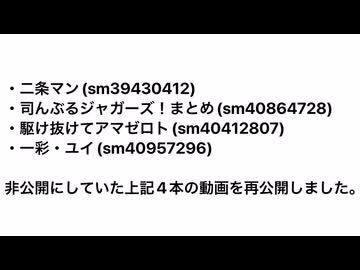 ・二条マン(sm39430412)
・司んぶるジャガーズ！まとめ(sm40864728)
・駆け抜けてアマゼロト(sm40412807)
・一彩・ユイ(sm40957296)
非公開にしていた上記４本の動画を再公開しました。